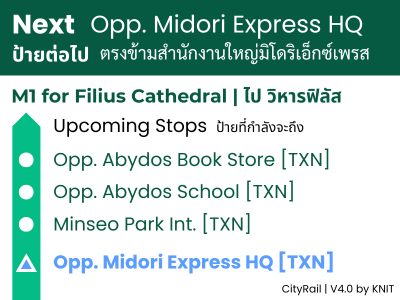 Next Opp. Midori Express HQ
ป้ายต่อไป ตรงข้ามสำนักงานใหญ่มิโดริเอ็กซ์เพรส
M1 for Filius Cathedral | ไป วิหารฟิลัส
Upcoming Stops ป้ายที่กำลังจะถึง
Opp. Abydos Book Store [TXN]
Opp. Abydos School [TXN]
Minseo Park Int. [TXN]
Opp. Midori Express HQ [TXN]
CityRail | V4.0 by KNIT